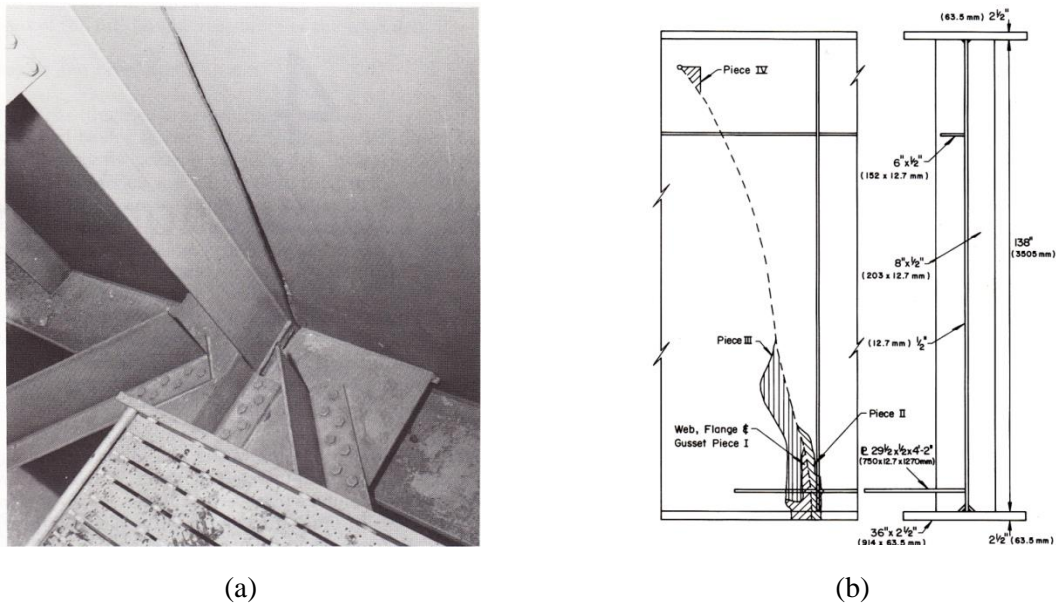 (63.5 mm) 2½"
Piece IV
6"x½"
(152 x 12.7 mm)
138"
(3505 mm)
8"x½"
(203 x 12.7 mm)
(12.7 mm) ½"
Piece III
Piece II
Web, Flange &
Gusset Piece I
PL 29½x½x4'-2"
(750x12.7x1270mm)
36"x 2½"
(914 x 63.5 mm)
2½" (63.5 mm)
(a)
(b)